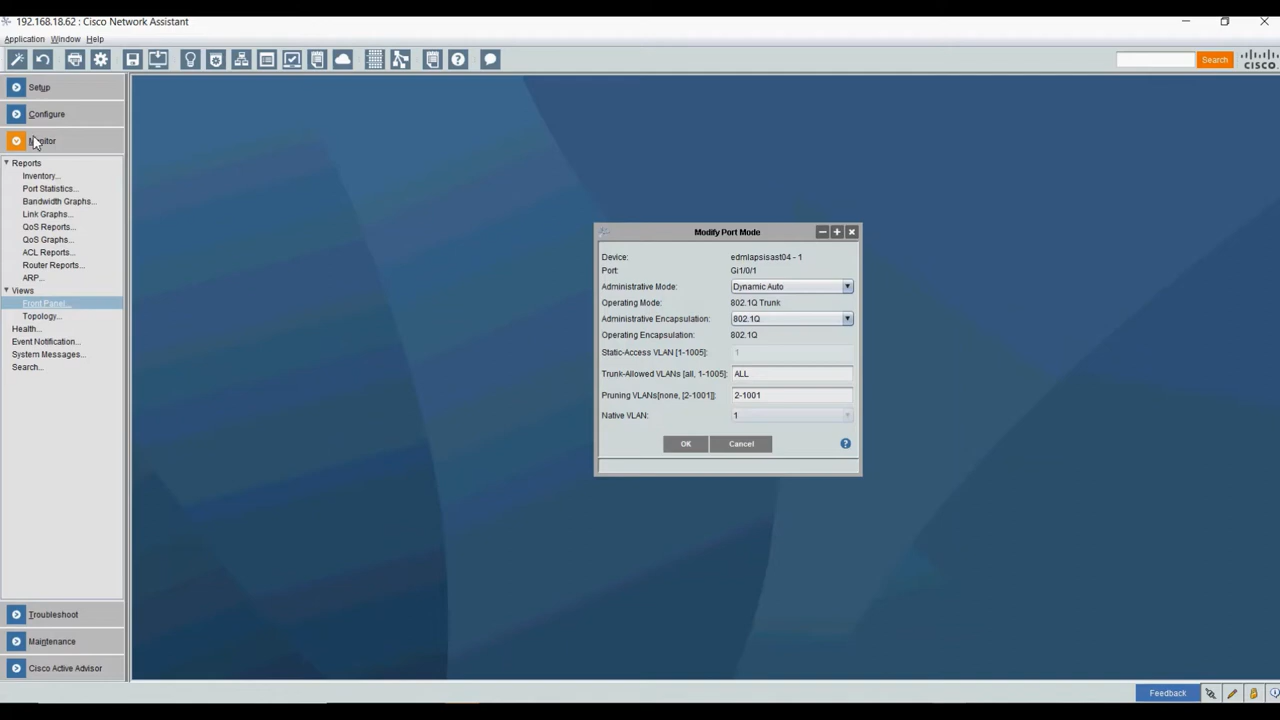 192.168.18.62 : Cisco Network Assistant
Application Window Help
Search
CISCO
Setup
Configure
Monitor
Reports
Inventory...
Port Statistics...
Bandwidth Graphs...
Link Graphs...
QoS Reports...
QoS Graphs...
ACL Reports...
Router Reports...
ARP...
Views
Front Panel...
Topology...
Health...
Event Notification...
System Messages...
Search...
Troubleshoot
Maintenance
Cisco Active Advisor
Modify Port Mode
Device: edmlapsisast04 - 1
Port: Gi1/0/1
Administrative Mode: Dynamic Auto
Operating Mode: 802.1Q Trunk
Administrative Encapsulation: 802.1Q
Operating Encapsulation: 802.1Q
Static-Access VLAN [1-1005]: 1
Trunk-Allowed VLANs [all, 1-1005]: ALL
Pruning VLANs[none, [2-1001]]: 2-1001
Native VLAN: 1
OK Cancel
Feedback